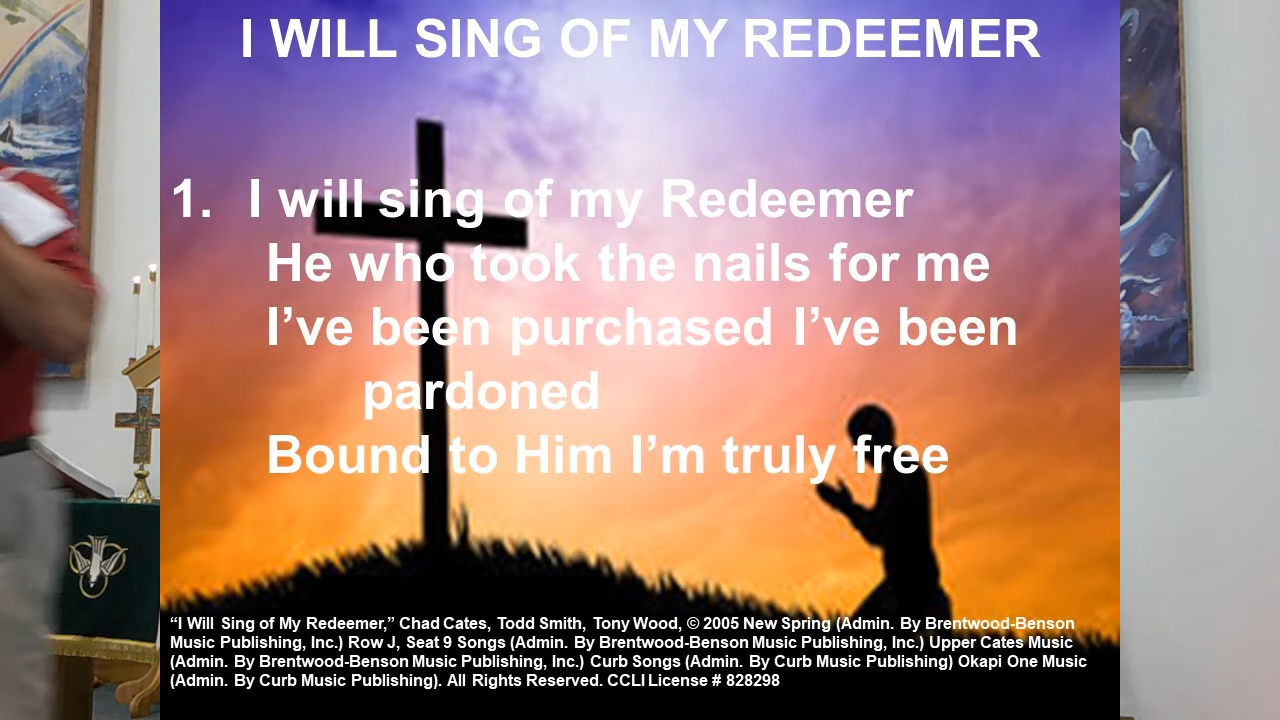 I WILL SING OF MY REDEEMER
1. I will sing of my Redeemer
He who took the nails for me
I've been purchased I've been
pardoned
Bound to Him I'm truly free
“I Will Sing of My Redeemer,” Chad Cates, Todd Smith, Tony Wood, © 2005 New Spring (Admin. By Brentwood-Benson
Music Publishing, Inc.) Row J, Seat 9 Songs (Admin. By Brentwood-Benson Music Publishing, Inc.) Upper Cates Music
(Admin. By Brentwood-Benson Music Publishing, Inc.) Curb Songs (Admin. By Curb Music Publishing) Okapi One Music
(Admin. By Curb Music Publishing). All Rights Reserved. CCLI License # 828298